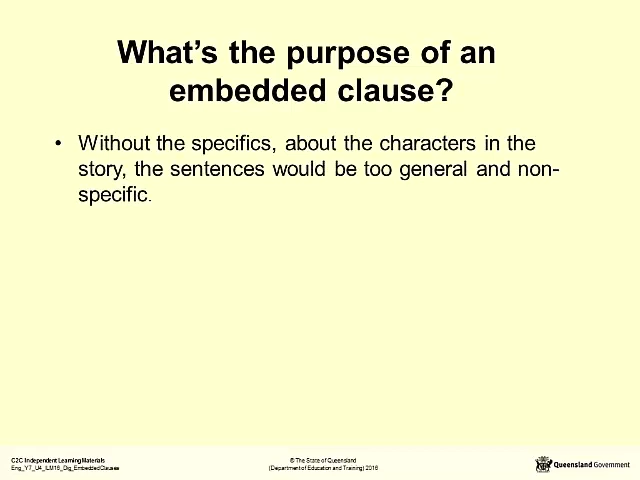 What’s the purpose of an
embedded clause?
• Without the specifics, about the characters in the
story, the sentences would be too general and non-
specific.
C2C Independent Learning Materials
Eng_Y7_U4_ILM16_Dig_EmbeddedClauses
© The State of Queensland
(Department of Education and Training) 2016
Queensland Government